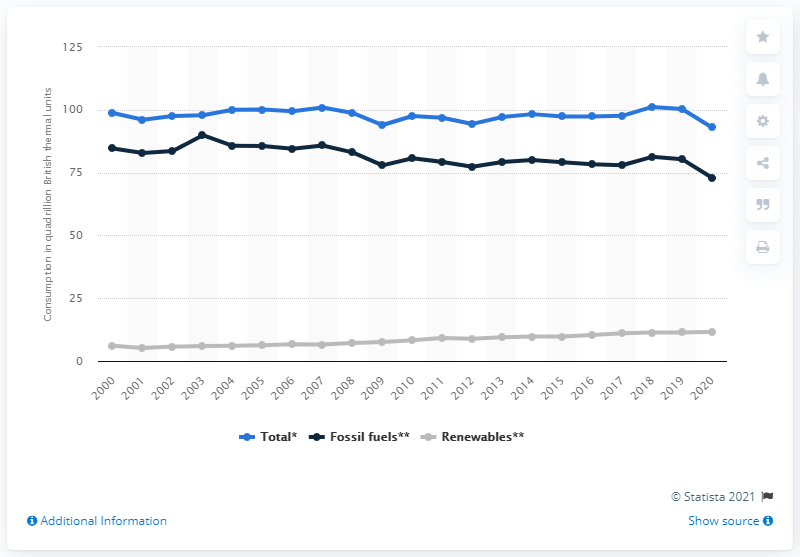 125
100
75
50
25
0
Consumption in quadrillion British thermal units
2000 2001 2002 2003 2004 2005 2006 2007 2008 2009 2010 2011 2012 2013 2014 2015 2016 2017 2018 2019 2020
Total* Fossil fuels** Renewables**
© Statista 2021
Additional Information Show source